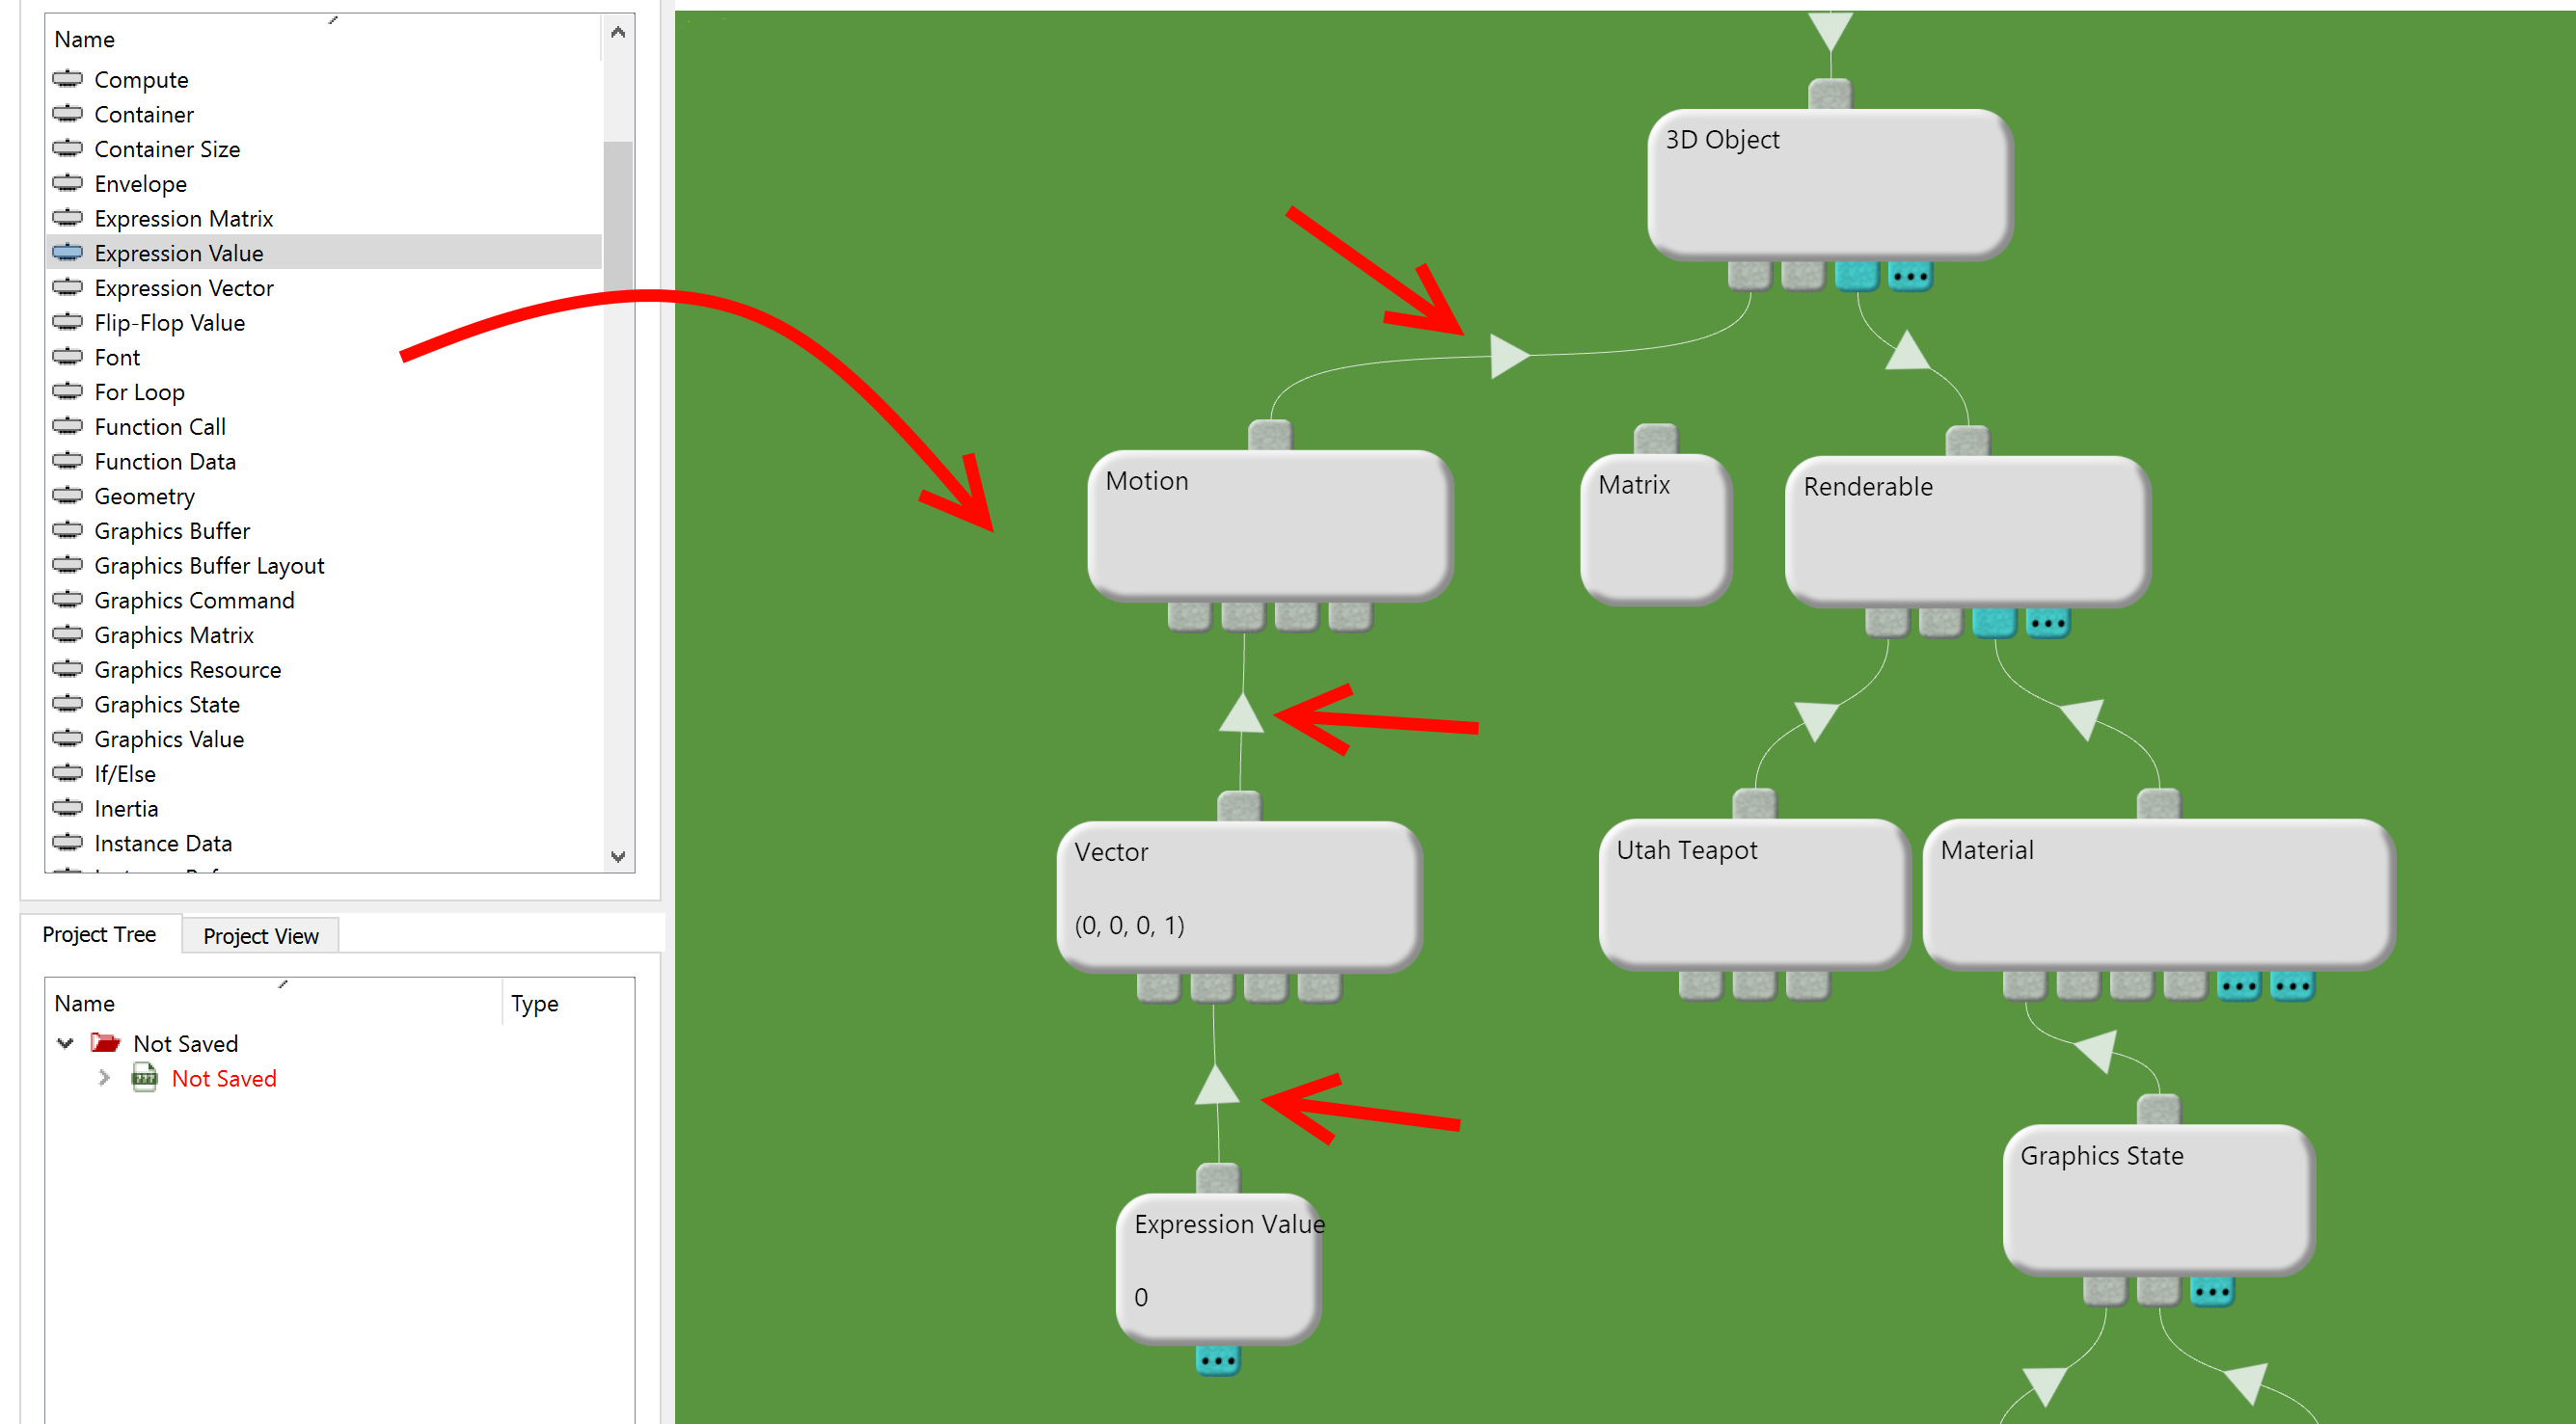 Name
Compute
Container
Container Size
Envelope
Expression Matrix
Expression Value
Expression Vector
Flip-Flop Value
Font
For Loop
Function Call
Function Data
Geometry
Graphics Buffer
Graphics Buffer Layout
Graphics Command
Graphics Matrix
Graphics Resource
Graphics State
Graphics Value
If/Else
Inertia
Instance Data
Project Tree
Project View
Name
Type
Not Saved
Not Saved
3D Object
Motion
Matrix
Renderable
Vector
(0, 0, 0, 1)
Utah Teapot
Material
Expression Value
0
Graphics State